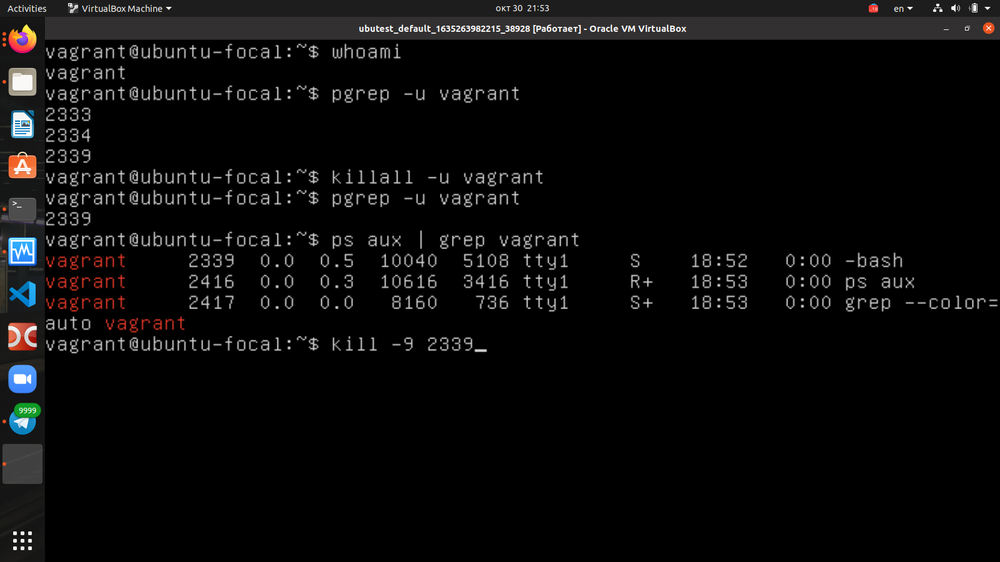 Activities VirtualBox Machine окт 30 21:53 en
ubutest_default_1635263982215_38928 [Работает] - Oracle VM VirtualBox
vagrant@ubuntu-focal:~$ whoami
vagrant
vagrant@ubuntu-focal:~$ pgrep -u vagrant
2333
2334
2339
vagrant@ubuntu-focal:~$ killall -u vagrant
vagrant@ubuntu-focal:~$ pgrep -u vagrant
2339
vagrant@ubuntu-focal:~$ ps aux | grep vagrant
vagrant 2339 0.0 0.5 10040 5108 tty1 S 18:52 0:00 -bash
vagrant 2416 0.0 0.3 10616 3416 tty1 R+ 18:53 0:00 ps aux
vagrant 2417 0.0 0.0 8160 736 tty1 S+ 18:53 0:00 grep --color=
auto vagrant
vagrant@ubuntu-focal:~$ kill -9 2339_
9999